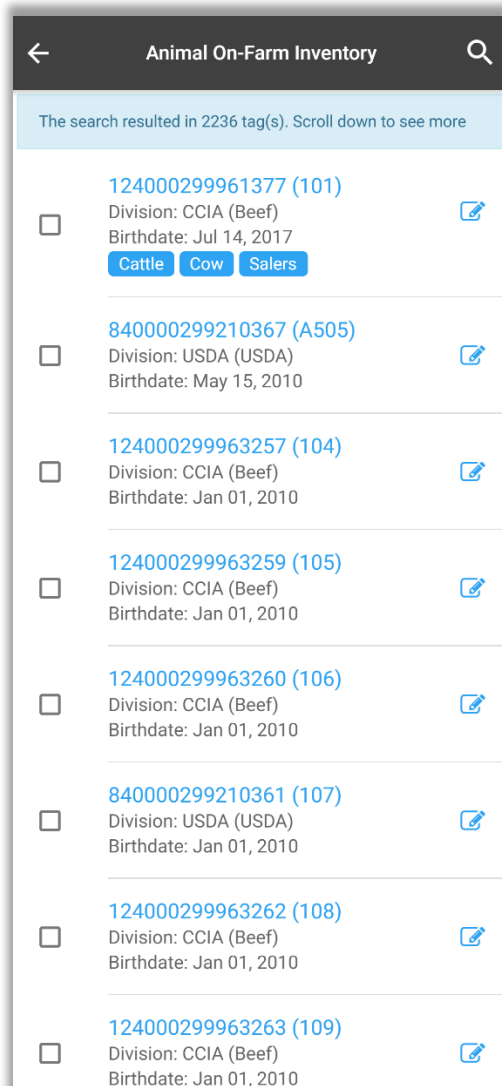 Animal On-Farm Inventory
The search resulted in 2236 tag(s). Scroll down to see more
124000299961377 (101)
Division: CCIA (Beef)
Birthdate: Jul 14, 2017
Cattle Cow Salers
840000299210367 (A505)
Division: USDA (USDA)
Birthdate: May 15, 2010
124000299963257 (104)
Division: CCIA (Beef)
Birthdate: Jan 01, 2010
124000299963259 (105)
Division: CCIA (Beef)
Birthdate: Jan 01, 2010
124000299963260 (106)
Division: CCIA (Beef)
Birthdate: Jan 01, 2010
840000299210361 (107)
Division: USDA (USDA)
Birthdate: Jan 01, 2010
124000299963262 (108)
Division: CCIA (Beef)
Birthdate: Jan 01, 2010
124000299963263 (109)
Division: CCIA (Beef)
Birthdate: Jan 01, 2010